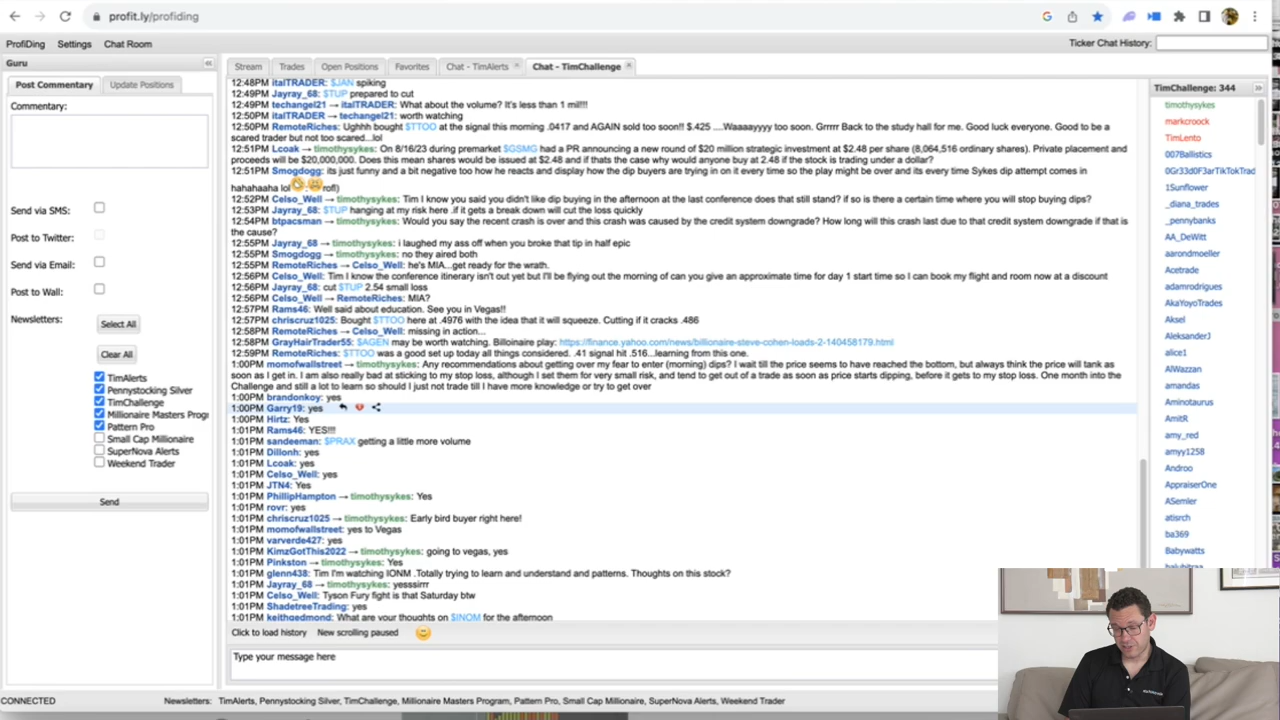 profit.ly/profiding
ProfiDing Settings Chat Room
Ticker Chat History:
Guru
Post Commentary Update Positions
Commentary:
Send via SMS:
Post to Twitter:
Send via Email:
Post to Wall:
Newsletters:
Select All
Clear All
TimAlerts
Pennystocking Silver
TimChallenge
Millionaire Masters Progr
Pattern Pro
Small Cap Millionaire
SuperNova Alerts
Weekend Trader
Send
Stream Trades Open Positions Favorites Chat - TimAlerts Chat - TimChallenge
12:48PM italTRADER: $JAN spiking
12:49PM Jayray_68: $TUP prepared to cut
12:49PM techangel21 → italTRADER: What about the volume? It's less than 1 mil!!!
12:50PM italTRADER → techangel21: worth watching
12:50PM RemoteRiches: Ughhh bought $TTOO at the signal this morning .0417 and AGAIN sold too soon!! $.425 ....Waaaayyyy too soon. Grrrrr Back to the study hall for me. Good luck everyone. Good to be a
scared trader but not too scared...lol
12:51PM Lcoak → timothysykes: On 8/16/23 during premarket $GSMG had a PR announcing a new round of $20 million strategic investment at $2.48 per share (8,064,516 ordinary shares). Private placement and
proceeds will be $20,000,000. Does this mean shares would be issued at $2.48 and if thats the case why would anyone buy at 2.48 if the stock is trading under a dollar?
12:51PM Smogdogg: its just funny and a bit negative too how he reacts and display how the dip buyers are trying in on it every time so the play might be over and its every time Sykes dip attempt comes in
hahahaaha lol rofl)
12:52PM Celso_Well → timothysykes: Tim I know you said you didn't like dip buying in the afternoon at the last conference does that still stand? if so is there a certain time where you will stop buying dips?
12:53PM Jayray_68: $TUP hanging at my risk here .if it gets a break down will cut the loss quickly
12:54PM btpacsman → timothysykes: Would you say the recent crash is over and this crash was caused by the credit system downgrade? How long will this crash last due to that credit system downgrade if that is
the cause?
12:55PM Jayray_68 → timothysykes: i laughed my ass off when you broke that tip in half epic
12:55PM Smogdogg → timothysykes: no they aired both
12:55PM RemoteRiches → Celso_Well: he's MIA...get ready for the wrath.
12:56PM Celso_Well: Tim I know the conference itinerary isn't out yet but I'll be flying out the morning of can you give an approximate time for day 1 start time so I can book my flight and room now at a discount
12:56PM Jayray_68: cut $TUP 2.54 small loss
12:56PM Celso_Well → RemoteRiches: MIA?
12:57PM Rams46: Well said about education. See you in Vegas!!
12:57PM chriscruz1025: Bought $TTOO here at .4976 with the idea that it will squeeze. Cutting if it cracks .486
12:58PM RemoteRiches → Celso_Well: missing in action...
12:58PM GrayHairTrader55: $AGEN may be worth watching. Billoinaire play: https://finance.yahoo.com/news/billionaire-steve-cohen-loads-2-140458179.html
12:59PM RemoteRiches: $TTOO was a good set up today all things considered. .41 signal hit .516...learning from this one.
1:00PM momofwallstreet → timothysykes: Any recommendations about getting over my fear to enter (morning) dips? I wait till the price seems to have reached the bottom, but always think the price will tank as
soon as I get in. I am also really bad at sticking to my stop loss, although I set them for very small risk, and tend to get out of a trade as soon as price starts dipping, before it gets to my stop loss. One month into the
Challenge and still a lot to learn so should I just not trade till I have more knowledge or try to get over
1:00PM brandonkoy: yes
1:00PM Garry19: yes
1:00PM Hirtz: Yes
1:01PM Rams46: YES!!!
1:01PM sandeeman: $PRAX getting a little more volume
1:01PM Dillonh: yes
1:01PM Lcoak: yes
1:01PM Celso_Well: yes
1:01PM JTN4: Yes
1:01PM PhillipHampton → timothysykes: Yes
1:01PM rovr: yes
1:01PM chriscruz1025 → timothysykes: Early bird buyer right here!
1:01PM momofwallstreet: yes to Vegas
1:01PM varverde427: yes
1:01PM KimzGotThis2022 → timothysykes: going to vegas, yes
1:01PM Pinkston → timothysykes: Yes
1:01PM glenn438: Tim I'm watching IONM .Totally trying to learn and understand and patterns. Thoughts on this stock?
1:01PM Jayray_68 → timothysykes: yesssirrr
1:01PM Celso_Well: Tyson Fury fight is that Saturday btw
1:01PM ShadetreeTrading: yes
1:01PM keithgedmond: What are your thoughts on $INOM for the afternoon
Click to load history New scrolling paused
Type your message here
TimChallenge: 344
timothysykes
markcroock
TimLento
007Ballistics
0Gr33d0F3arTikTokTrad
1Sunflower
_diana_trades
_pennybanks
AA_DeWitt
aarondmoeller
Acetrade
adamrodrigues
AkaYoyoTrades
Aksel
AleksanderJ
alice1
AlWazzan
amandas
Aminotaurus
AmitR
amy_red
amyy1258
Androo
AppraiserOne
ASemler
atisrch
ba369
Babywatts
CONNECTED
Newsletters: TimAlerts, Pennystocking Silver, TimChallenge, Millionaire Masters Program, Pattern Pro, Small Cap Millionaire, SuperNova Alerts, Weekend Trader